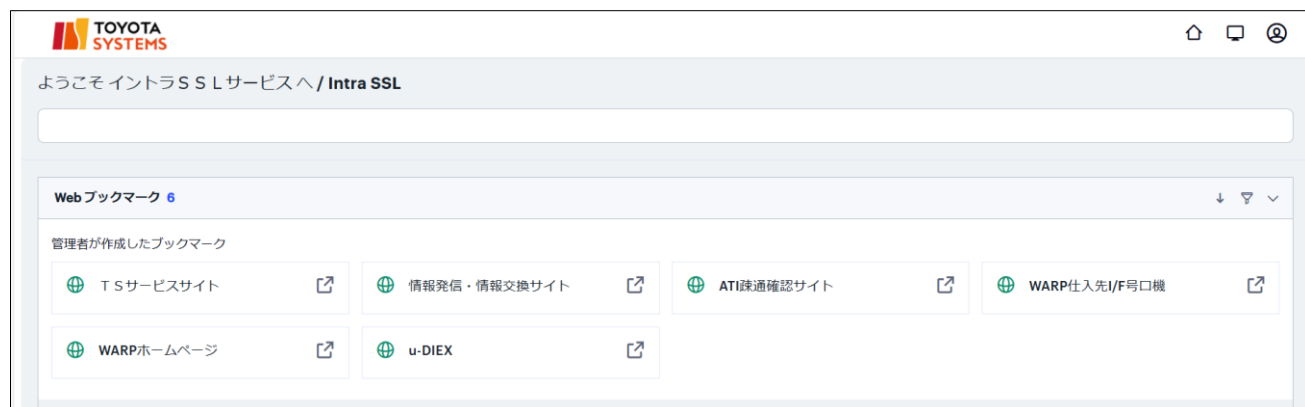 TOYOTA
SYSTEMS
ようこそ イントラＳＳＬサービス へ / Intra SSL
Web ブックマーク 6
管理者が作成したブックマーク
ＴＳサービスサイト
情報発信・情報交換サイト
ATI疎通確認サイト
WARP仕入先I/F号口機
WARPホームページ
u-DIEX